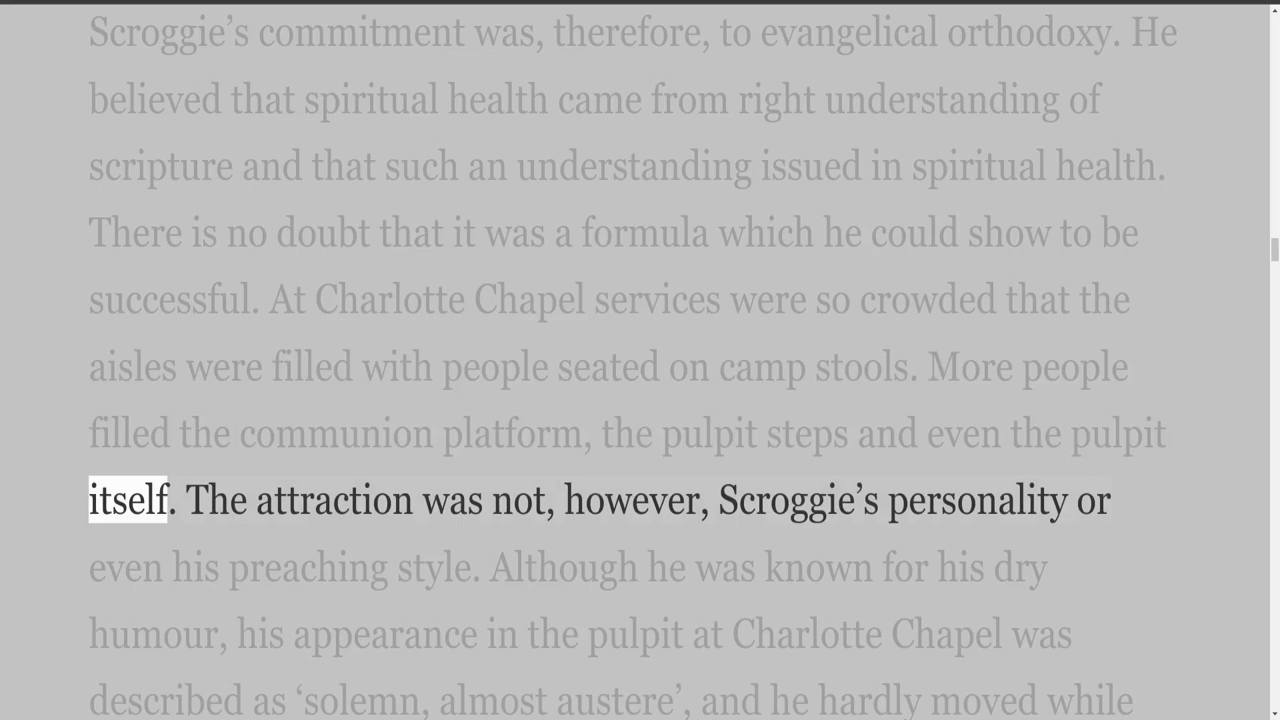 Scroggie’s commitment was, therefore, to evangelical orthodoxy. He
believed that spiritual health came from right understanding of
scripture and that such an understanding issued in spiritual health.
There is no doubt that it was a formula which he could show to be
successful. At Charlotte Chapel services were so crowded that the
aisles were filled with people seated on camp stools. More people
filled the communion platform, the pulpit steps and even the pulpit
itself. The attraction was not, however, Scroggie’s personality or
even his preaching style. Although he was known for his dry
humour, his appearance in the pulpit at Charlotte Chapel was
described as ‘solemn, almost austere’, and he hardly moved while